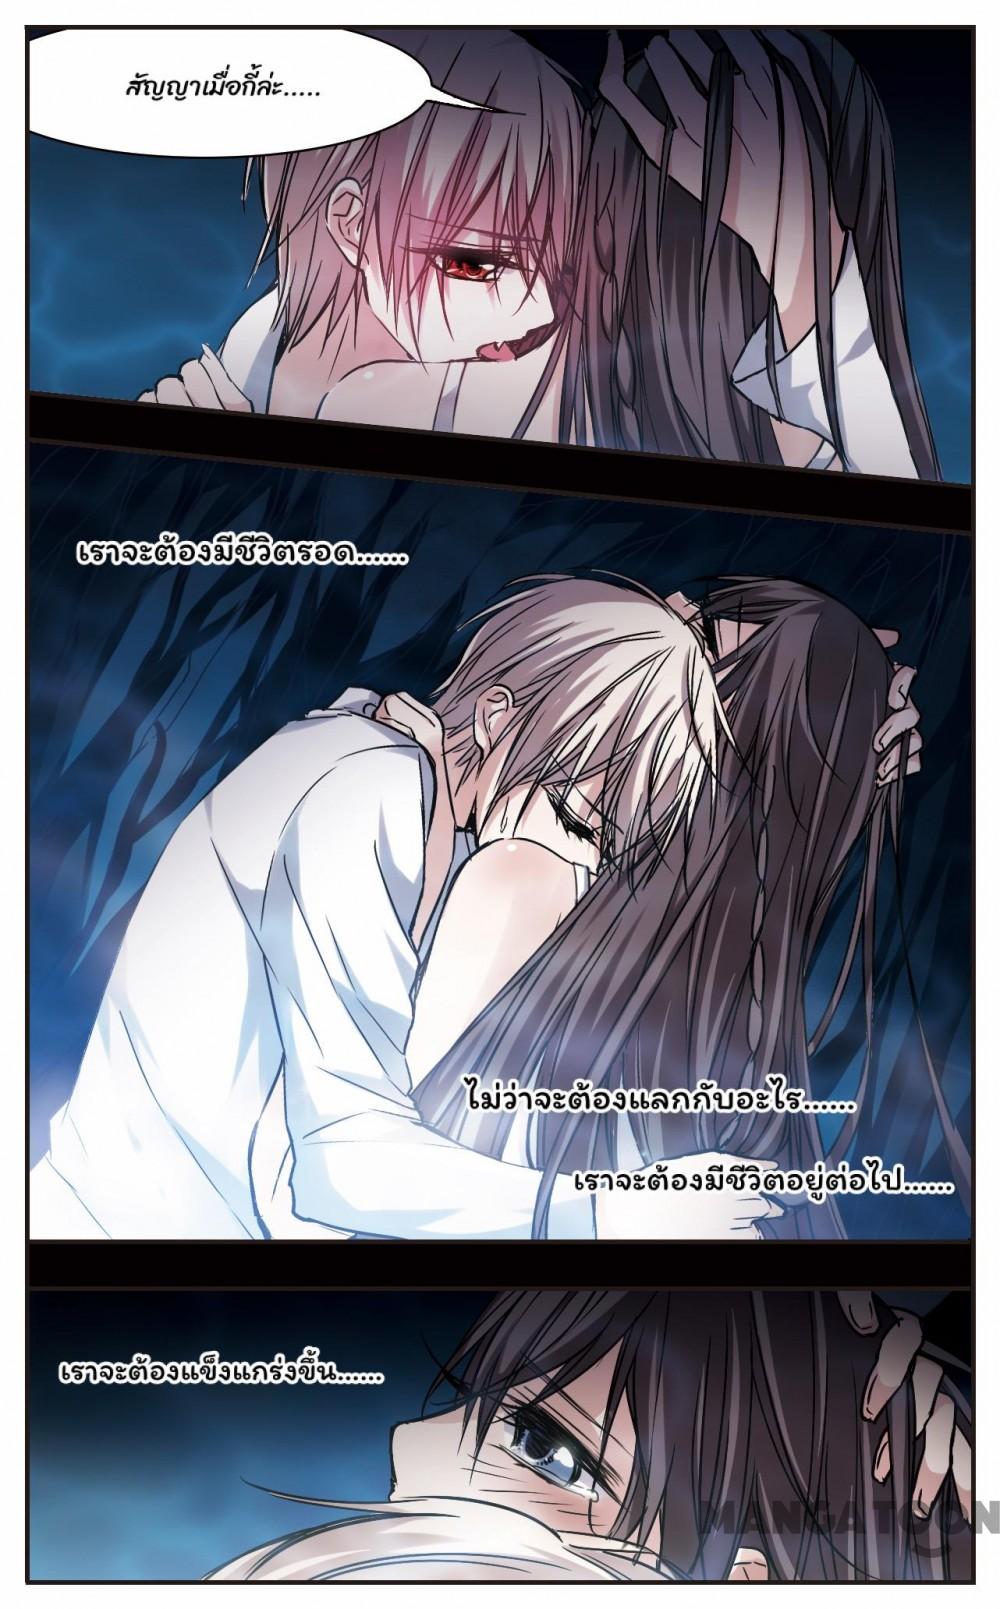 สัญญาเมื่อกี้ล่ะ.....
เราจะต้องมีชีวิตรอด.......
ไม่ว่าจะต้องแลกกับอะไร.......
เราจะต้องมีชีวิตอยู่ต่อไป.......
เราจะต้องแข็งแกร่งขึ้น.......
MANGATOON